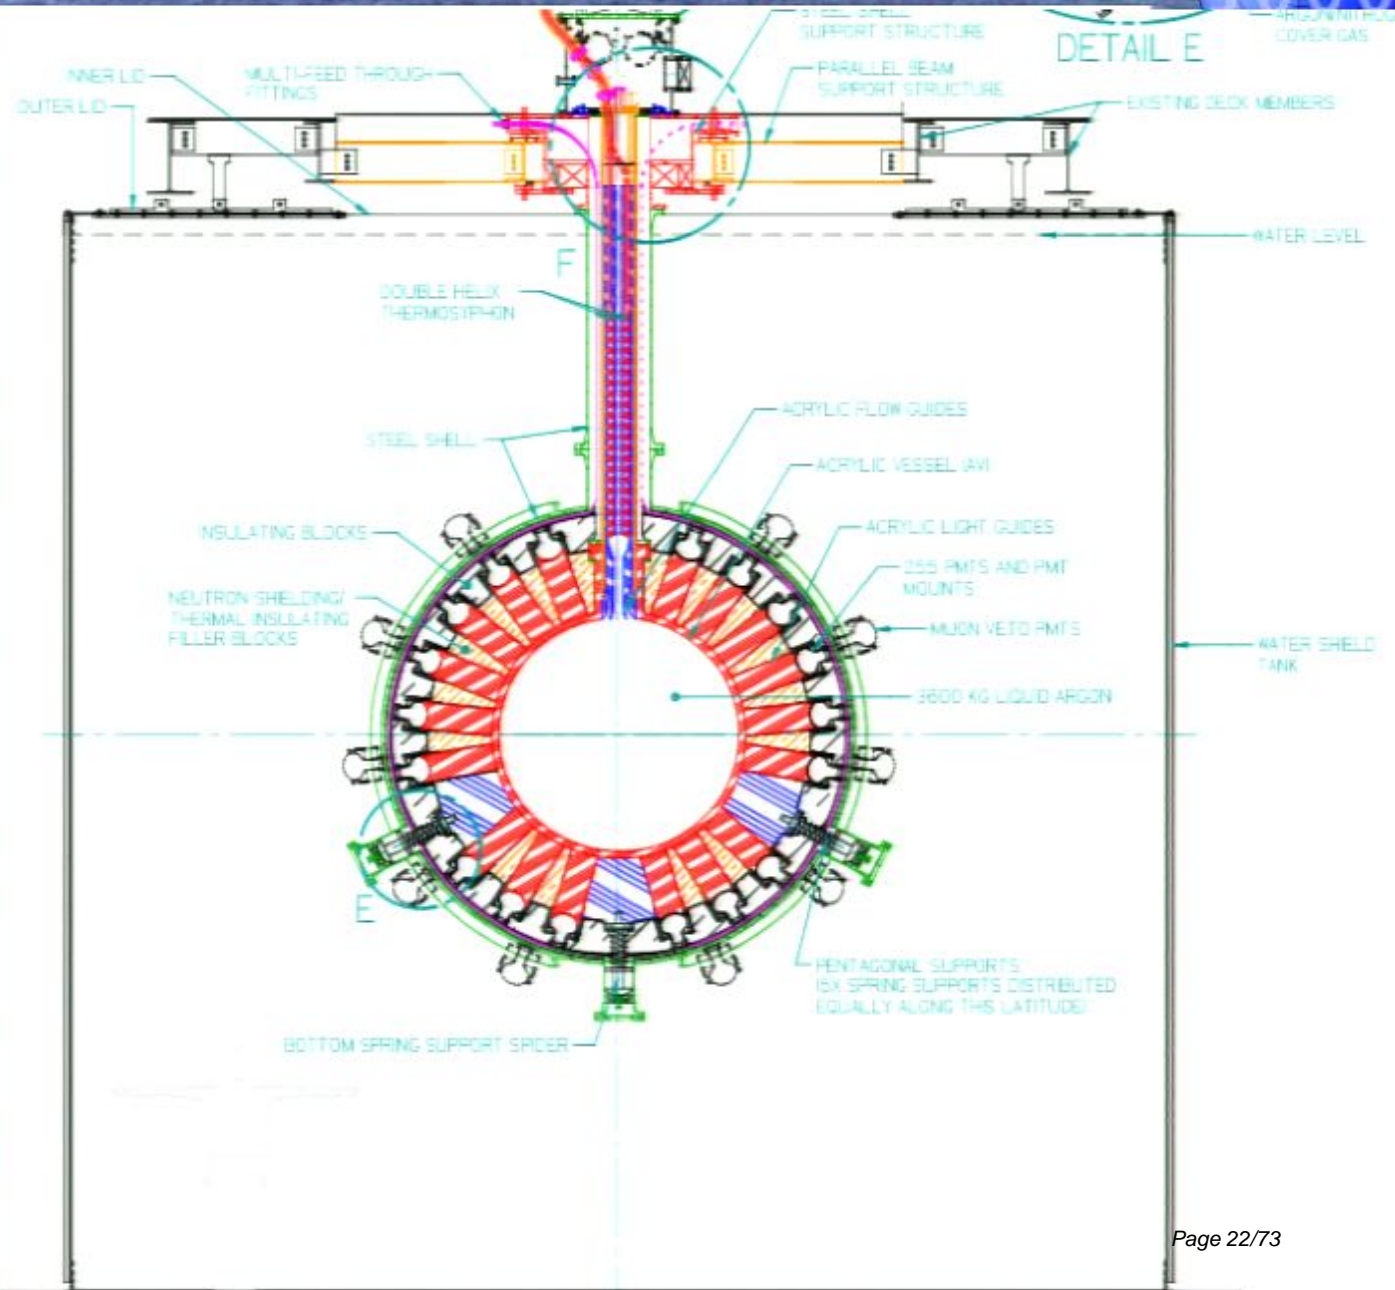 STEEL SHELL
SUPPORT STRUCTURE
DETAIL E
COVER GAS
INNER LID
MULTI-FEED THROUGH
FITTINGS
PARALLEL BEAM
SUPPORT STRUCTURE
OUTER LID
EXISTING DECK MEMBERS
WATER LEVEL
F
DOUBLE HELIX
THERMOSYPHON
ACRYLIC FLOW GUIDES
STEEL SHELL
ACRYLIC VESSEL (AV)
INSULATING BLOCKS
ACRYLIC LIGHT GUIDES
255 PMTS AND PMT
MOUNTS
NEUTRON SHIELDING/
THERMAL INSULATING
FILLER BLOCKS
MUON VETO PMTS
WATER SHIELD
TANK
3600 KG LIQUID ARGON
E
PENTAGONAL SUPPORTS
SPRING SUPPORTS DISTRIBUTED
EQUALLY ALONG THIS LATITUDE)
BOTTOM SPRING SUPPORT SPIDER
Page 22/73